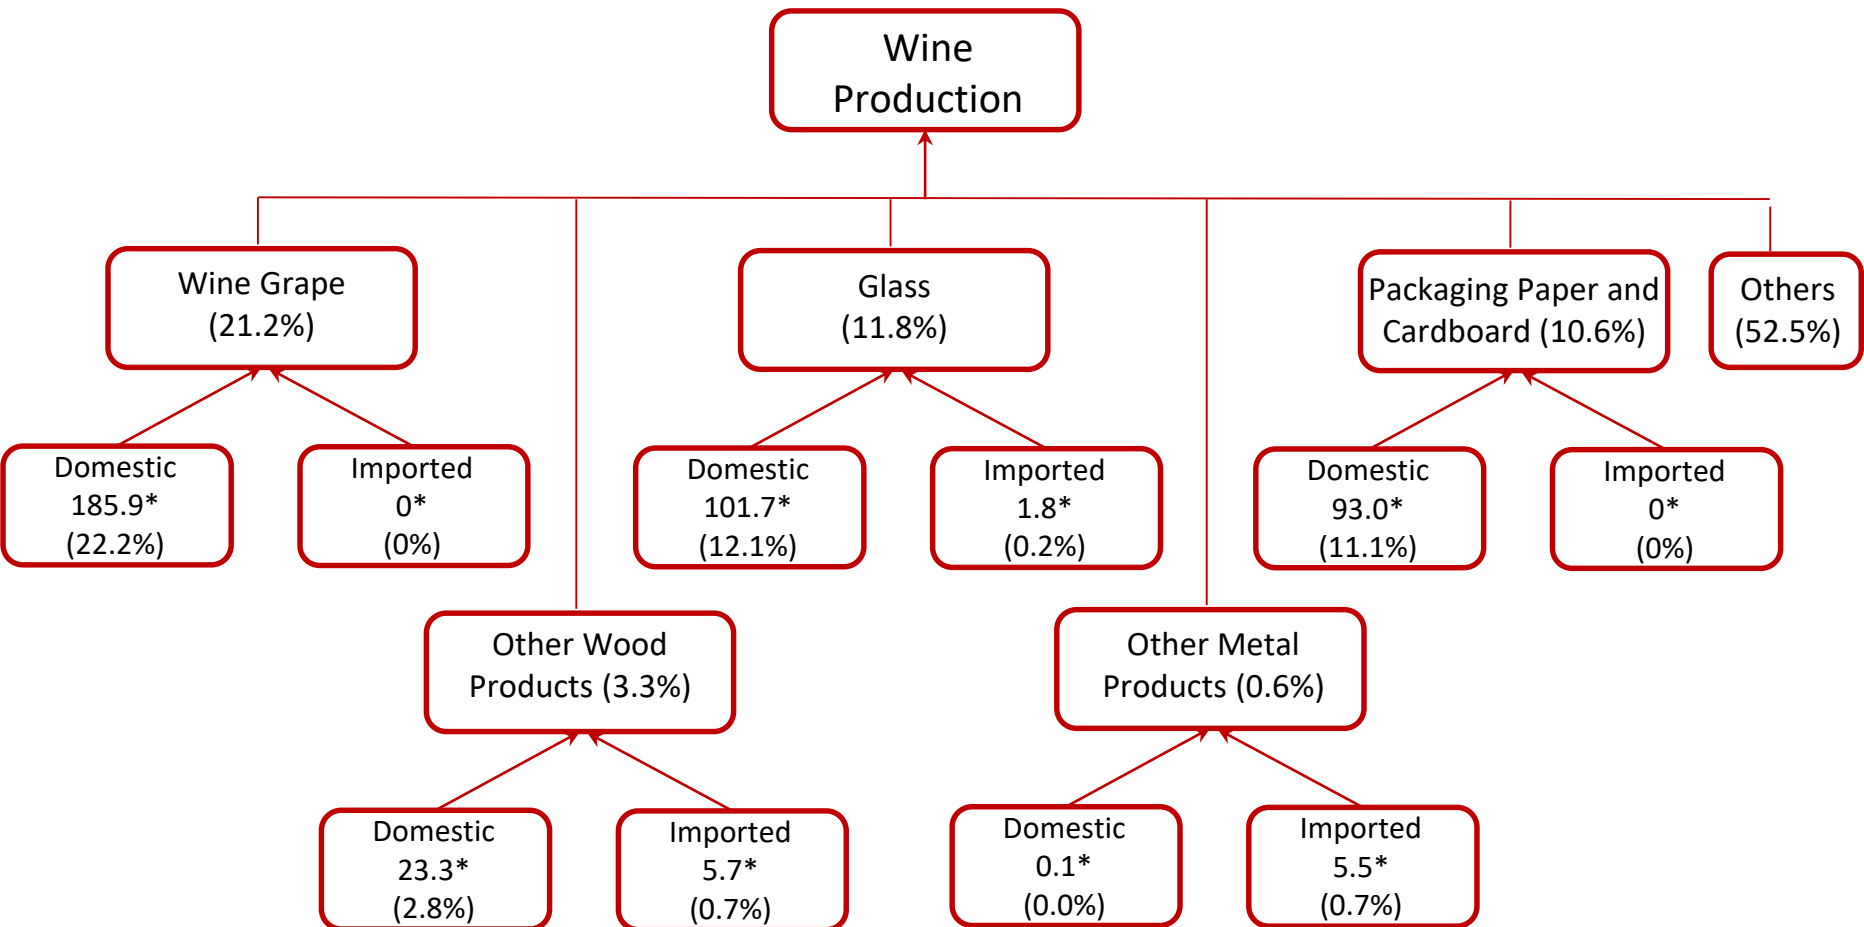 Wine
Production
Wine Grape
(21.2%)
Glass
(11.8%)
Packaging Paper and
Cardboard (10.6%)
Others
(52.5%)
Domestic
185.9*
(22.2%)
Imported
0*
(0%)
Domestic
101.7*
(12.1%)
Imported
1.8*
(0.2%)
Domestic
93.0*
(11.1%)
Imported
0*
(0%)
Other Wood
Products (3.3%)
Other Metal
Products (0.6%)
Domestic
23.3*
(2.8%)
Imported
5.7*
(0.7%)
Domestic
0.1*
(0.0%)
Imported
5.5*
(0.7%)